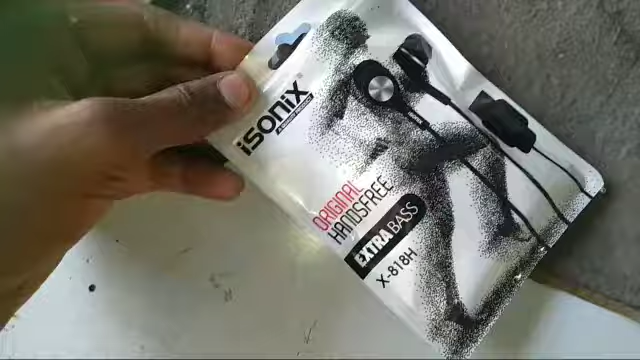 isonix
ORIGINAL
HANDSFREE
EXTRA BASS
X-818H